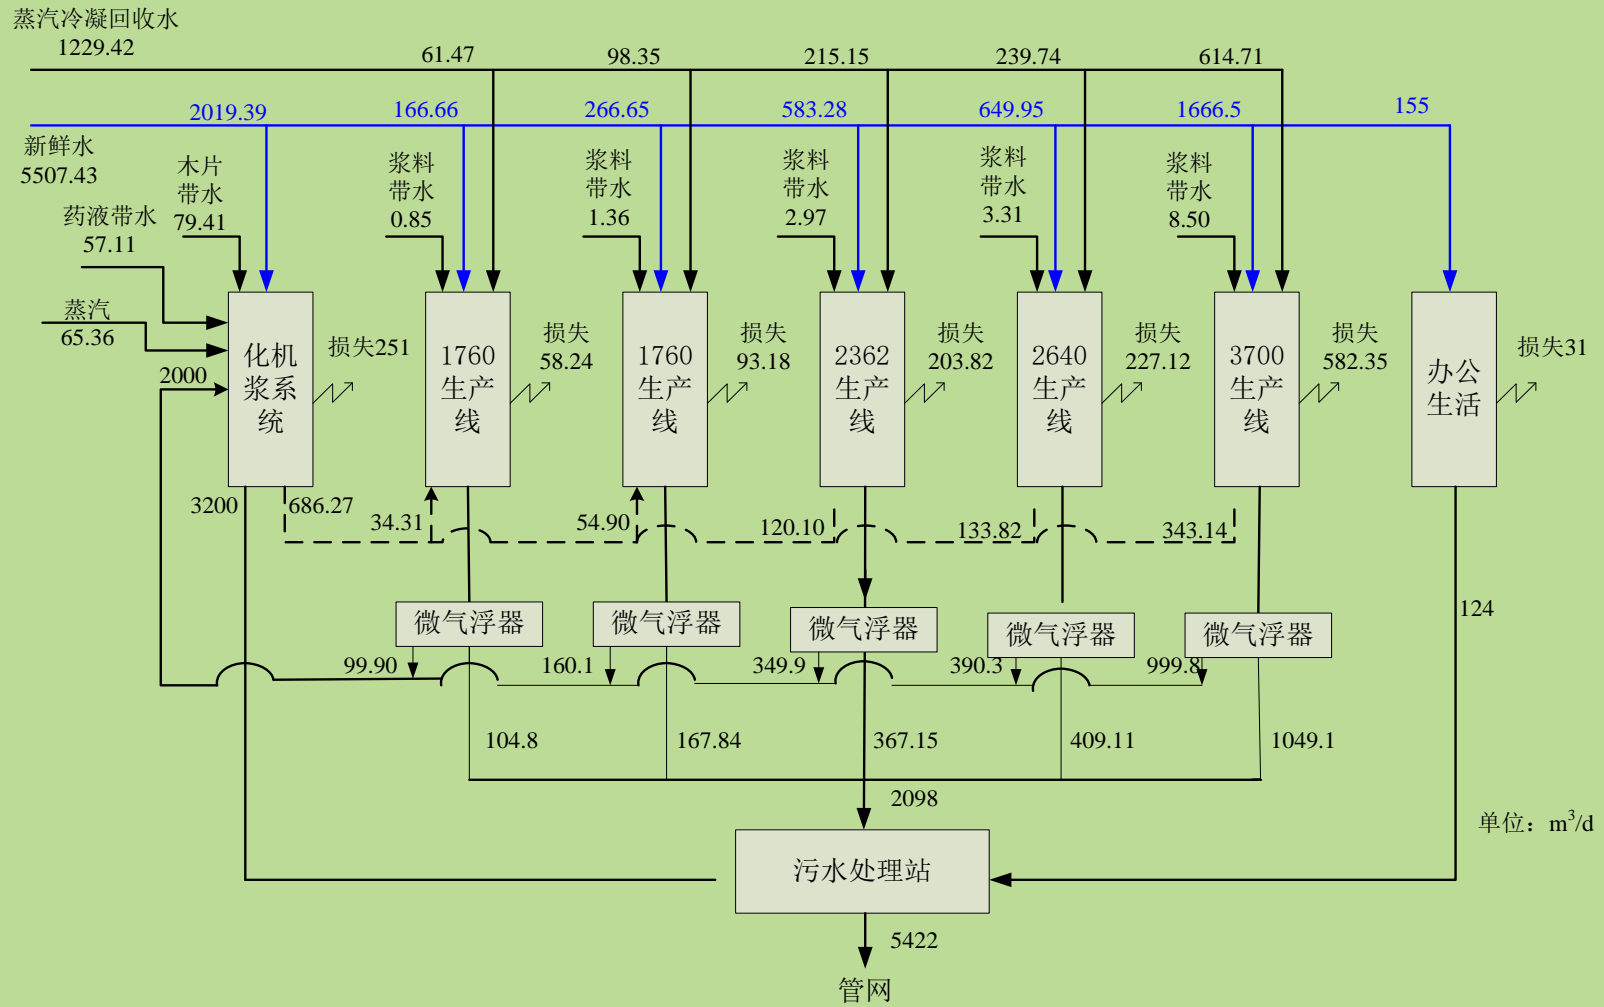 蒸汽冷凝回收水
1229.42
61.47
98.35
215.15
239.74
614.71
2019.39
166.66
266.65
583.28
649.95
1666.5
155
新鲜水
5507.43
木片
带水
79.41
浆料
带水
0.85
浆料
带水
1.36
浆料
带水
2.97
浆料
带水
3.31
浆料
带水
8.50
药液带水
57.11
蒸汽
65.36
2000
化机
浆系
统
损失251
1760
生产
线
损失
58.24
1760
生产
线
损失
93.18
2362
生产
线
损失
203.82
2640
生产
线
损失
227.12
3700
生产
线
损失
582.35
办公
生活
损失31
3200
686.27
34.31
54.90
120.10
133.82
343.14
微气浮器
微气浮器
微气浮器
微气浮器
微气浮器
124
99.90
160.1
349.9
390.3
999.8
104.8
167.84
367.15
409.11
1049.1
2098
单位：m³/d
污水处理站
5422
管网